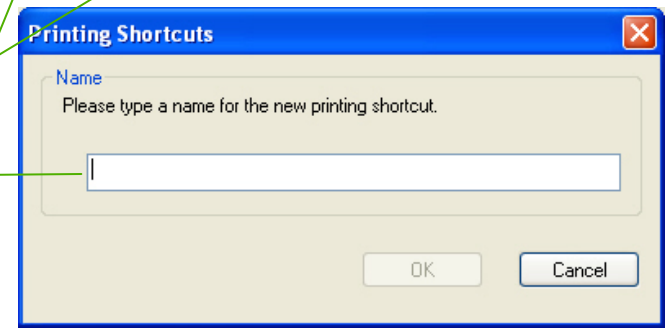 Printing Shortcuts
Name
Please type a name for the new printing shortcut.
OK
Cancel